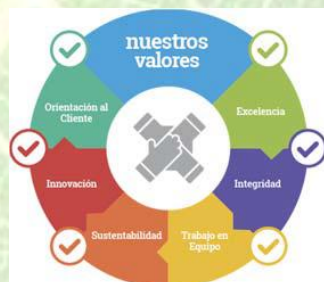 nuestros
valores
Orientación al
Cliente
Excelencia
Innovación
Integridad
Sustentabilidad
Trabajo en
Equipo